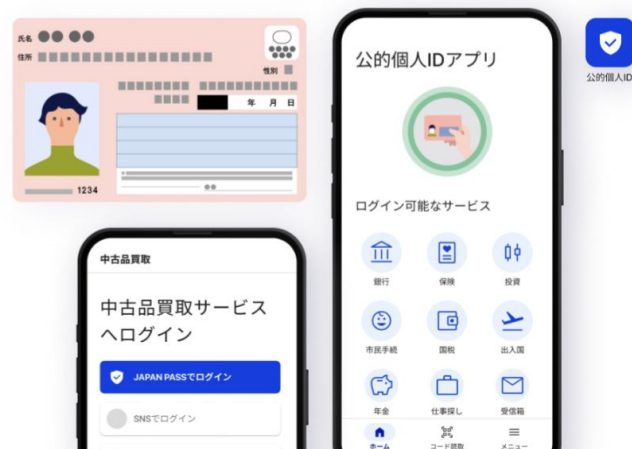 氏名
住所
性別
年 月 日
1234
公的個人IDアプリ
ログイン可能なサービス
銀行
保険
投資
市民手続
国税
出入国
年金
仕事探し
受信箱
ホーム
コード読取
メニュー
公的個人ID
中古品買取
中古品買取サービス
へログイン
JAPAN PASSでログイン
SNSでログイン